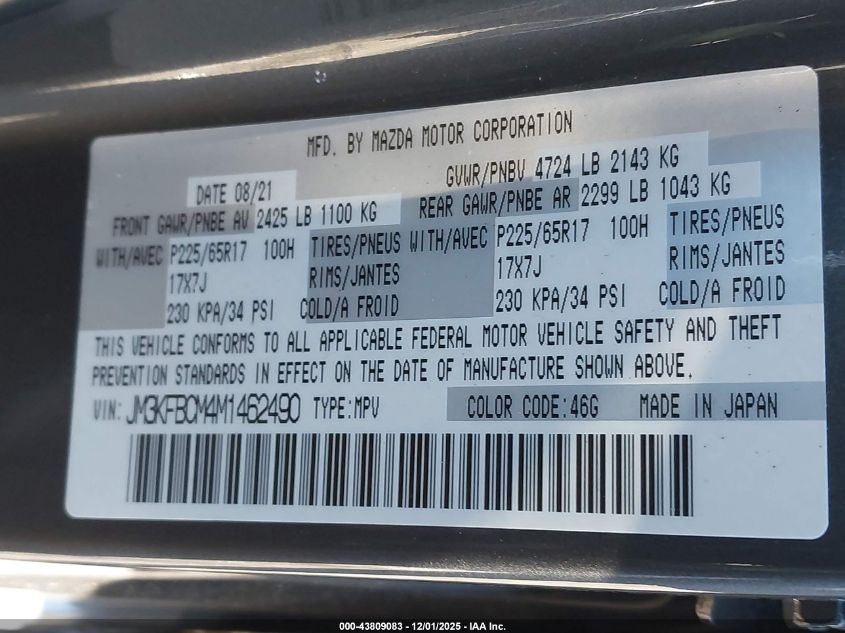 MFD. BY MAZDA MOTOR CORPORATION
DATE 08/21 GVWR/PNBV 4724 LB 2143 KG
FRONT GAWR/PNBE AV 2425 LB 1100 KG REAR GAWR/PNBE AR 2299 LB 1043 KG
WITH/AVEC P225/65R17 100H TIRES/PNEUS WITH/AVEC P225/65R17 100H TIRES/PNEUS
17X7J RIMS/JANTES 17X7J RIMS/JANTES
230 KPA/34 PSI COLD/A FROID 230 KPA/34 PSI COLD/A FROID
THIS VEHICLE CONFORMS TO ALL APPLICABLE FEDERAL MOTOR VEHICLE SAFETY AND THEFT
PREVENTION STANDARDS IN EFFECT ON THE DATE OF MANUFACTURE SHOWN ABOVE.
VIN: JM3KFBCM4M1462490 TYPE:MPV COLOR CODE:46G MADE IN JAPAN
000-43809083 - 12/01/2025 - IAA Inc.